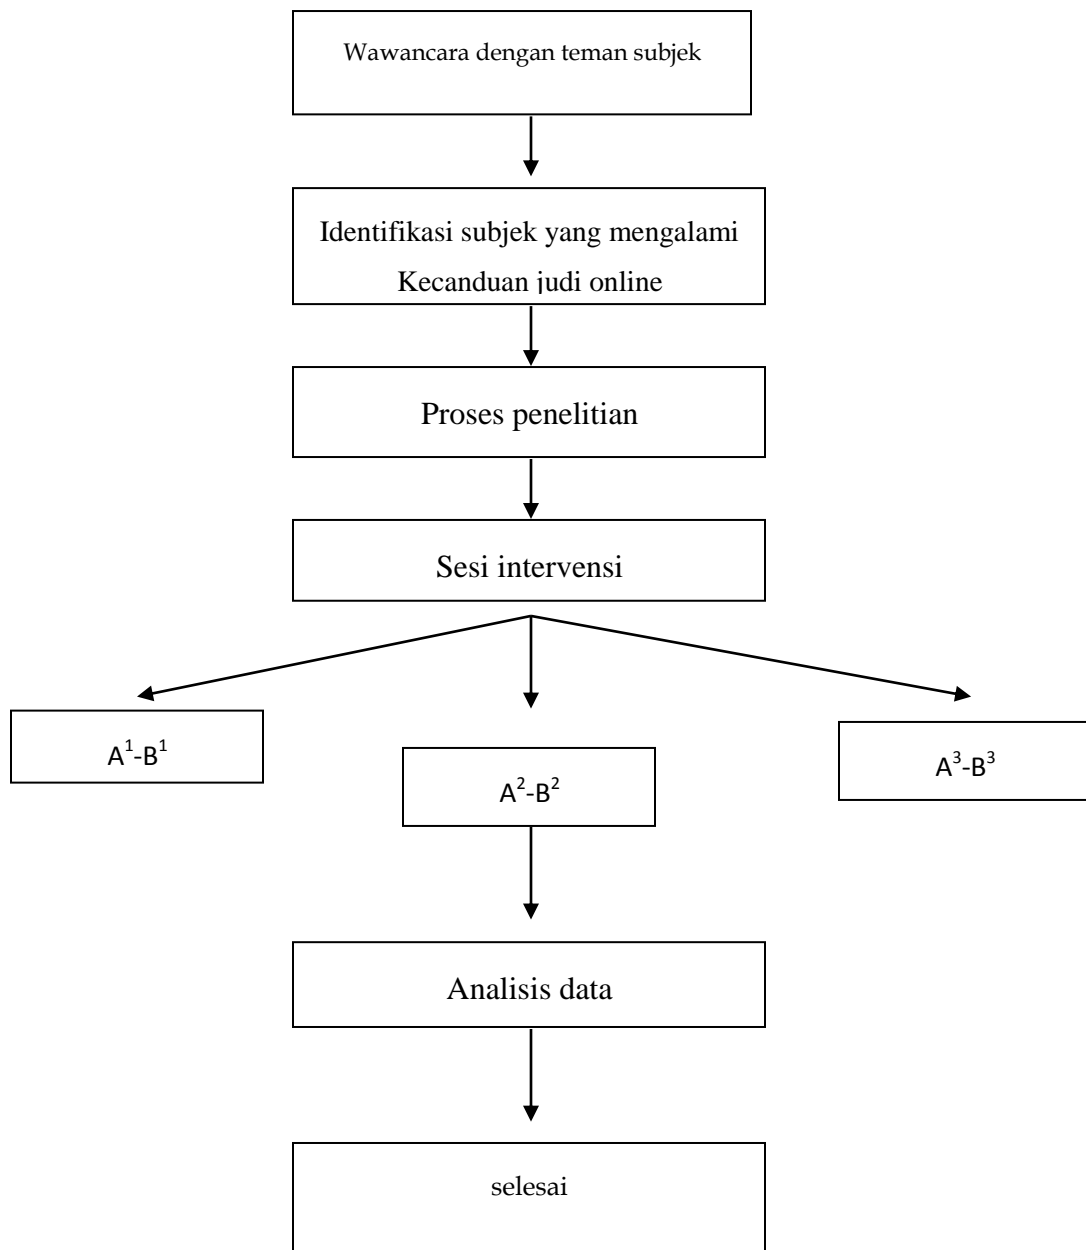 Wawancara dengan teman subjek
Identifikasi subjek yang mengalami
Kecanduan judi online
Proses penelitian
Sesi intervensi
A¹-B¹
A²-B²
A³-B³
Analisis data
selesai